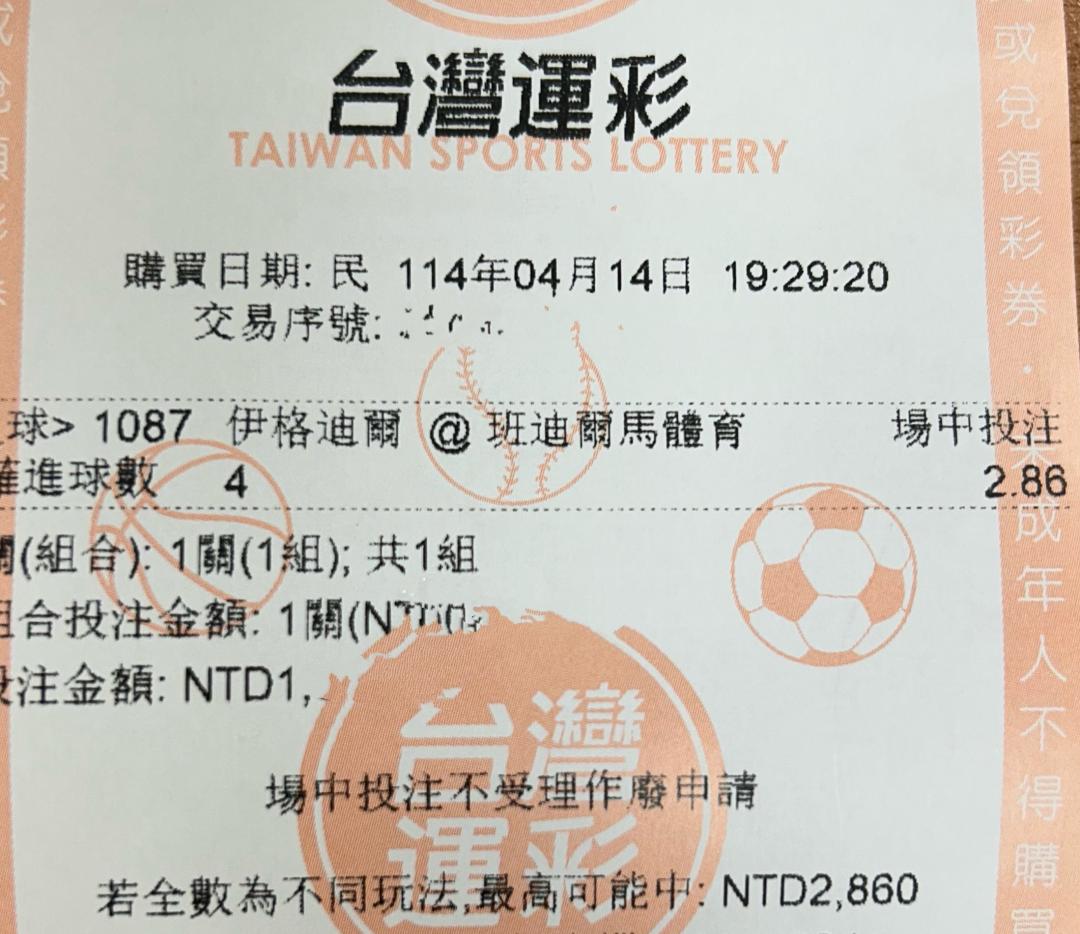 台灣運彩
TAIWAN SPORTS LOTTERY
購買日期: 民 114年04月14日 19:29:20
交易序號:
球> 1087 伊格迪爾 @ 班迪爾馬體育 場中投注
進球數 4 2.86
(組合): 1關(1組); 共1組
合投注金額: 1關(N
注金額: NTD1,
台灣
運彩
場中投注不受理作廢申請
若全數為不同玩法,最高可能中: NTD2,860
或兌領彩券・未成年人不得購買